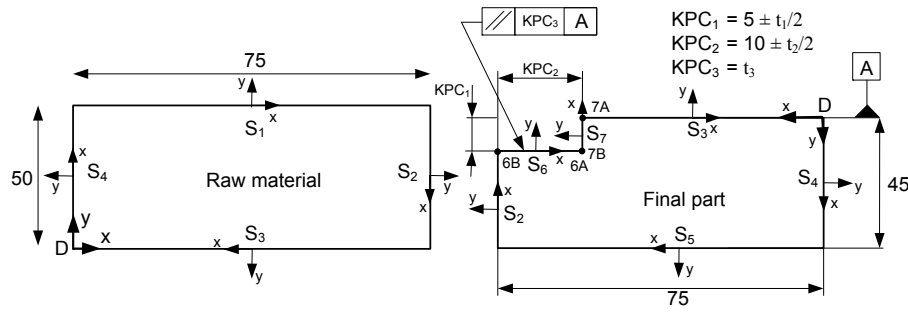 75
50
y
x
S₁
x
y
S₄
y
x
D
Raw material
S₂
y
x
x
S₃
y
// KPC₃ A
KPC₁ = 5 ± t₁/2
KPC₂ = 10 ± t₂/2
KPC₃ = t₃
A
KPC₂
KPC₁
x
7A
y
S₇
7B
6B
y
x
S₆
6A
y
S₃
x
D
x
y
S₄
y
x
x
S₂
y
Final part
x
S₅
y
45
75